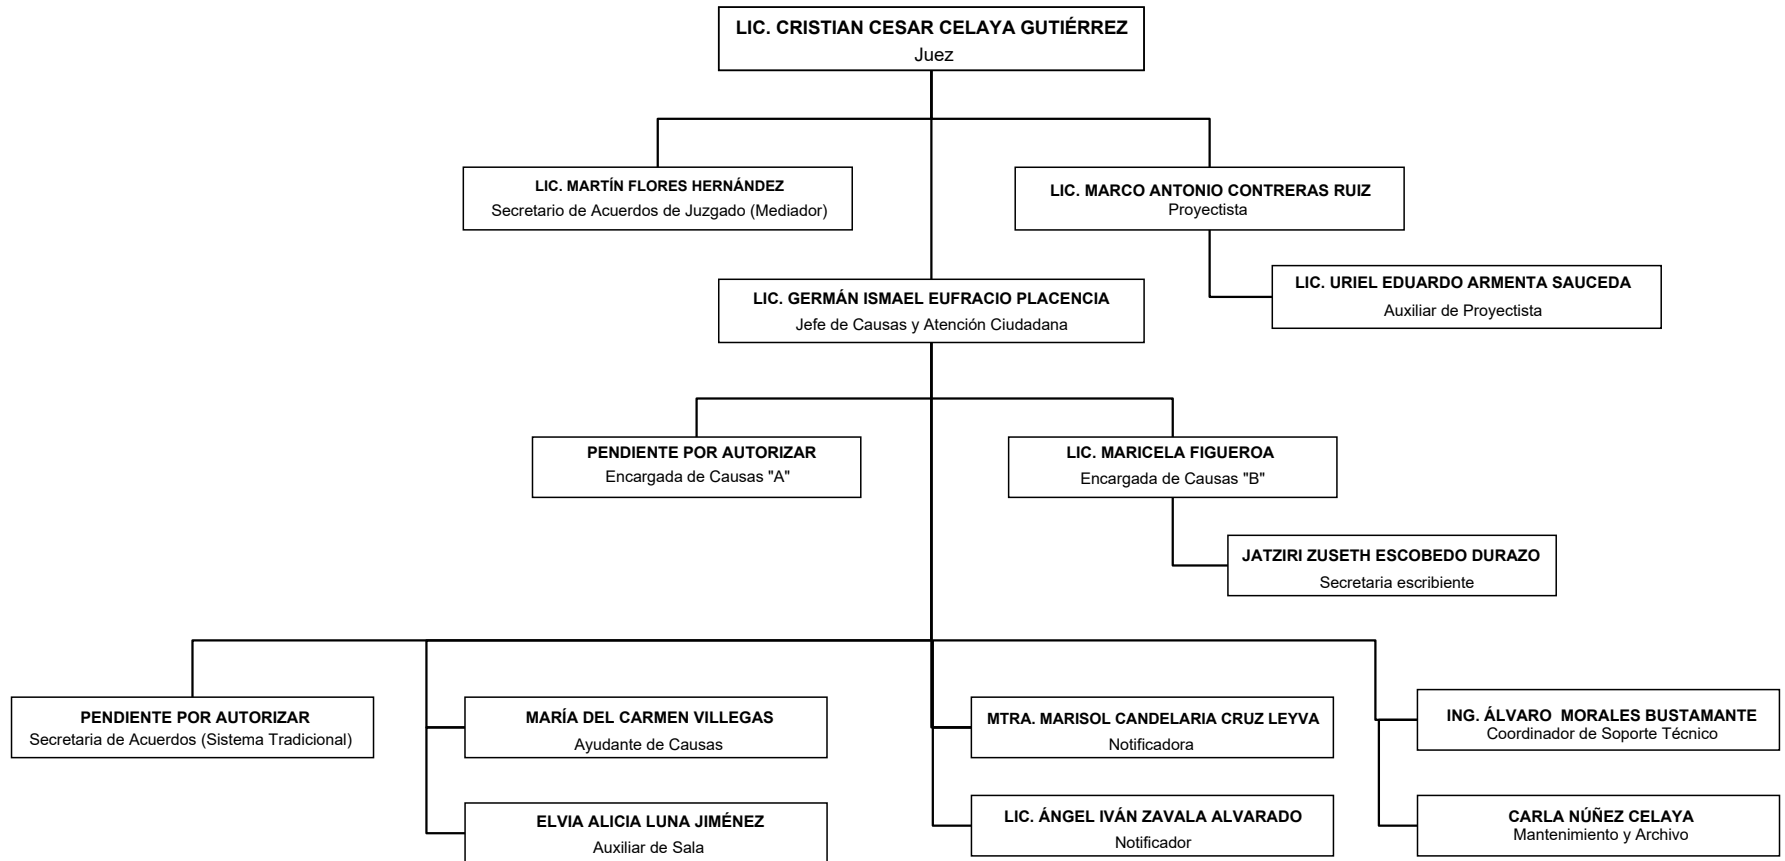 LIC. CRISTIAN CESAR CELAYA GUTIÉRREZ
Juez
LIC. MARTÍN FLORES HERNÁNDEZ
Secretario de Acuerdos de Juzgado (Mediador)
LIC. MARCO ANTONIO CONTRERAS RUIZ
Proyectista
LIC. URIEL EDUARDO ARMENTA SAUCEDA
Auxiliar de Proyectista
LIC. GERMÁN ISMAEL EUFRACIO PLACENCIA
Jefe de Causas y Atención Ciudadana
PENDIENTE POR AUTORIZAR
Encargada de Causas "A"
LIC. MARICELA FIGUEROA
Encargada de Causas "B"
JATZIRI ZUSETH ESCOBEDO DURAZO
Secretaria escribiente
PENDIENTE POR AUTORIZAR
Secretaria de Acuerdos (Sistema Tradicional)
MARÍA DEL CARMEN VILLEGAS
Ayudante de Causas
MTRA. MARISOL CANDELARIA CRUZ LEYVA
Notificadora
ING. ÁLVARO  MORALES BUSTAMANTE
Coordinador de Soporte Técnico
ELVIA ALICIA LUNA JIMÉNEZ
Auxiliar de Sala
LIC. ÁNGEL IVÁN ZAVALA ALVARADO
Notificador
CARLA NÚÑEZ CELAYA
Mantenimiento y Archivo